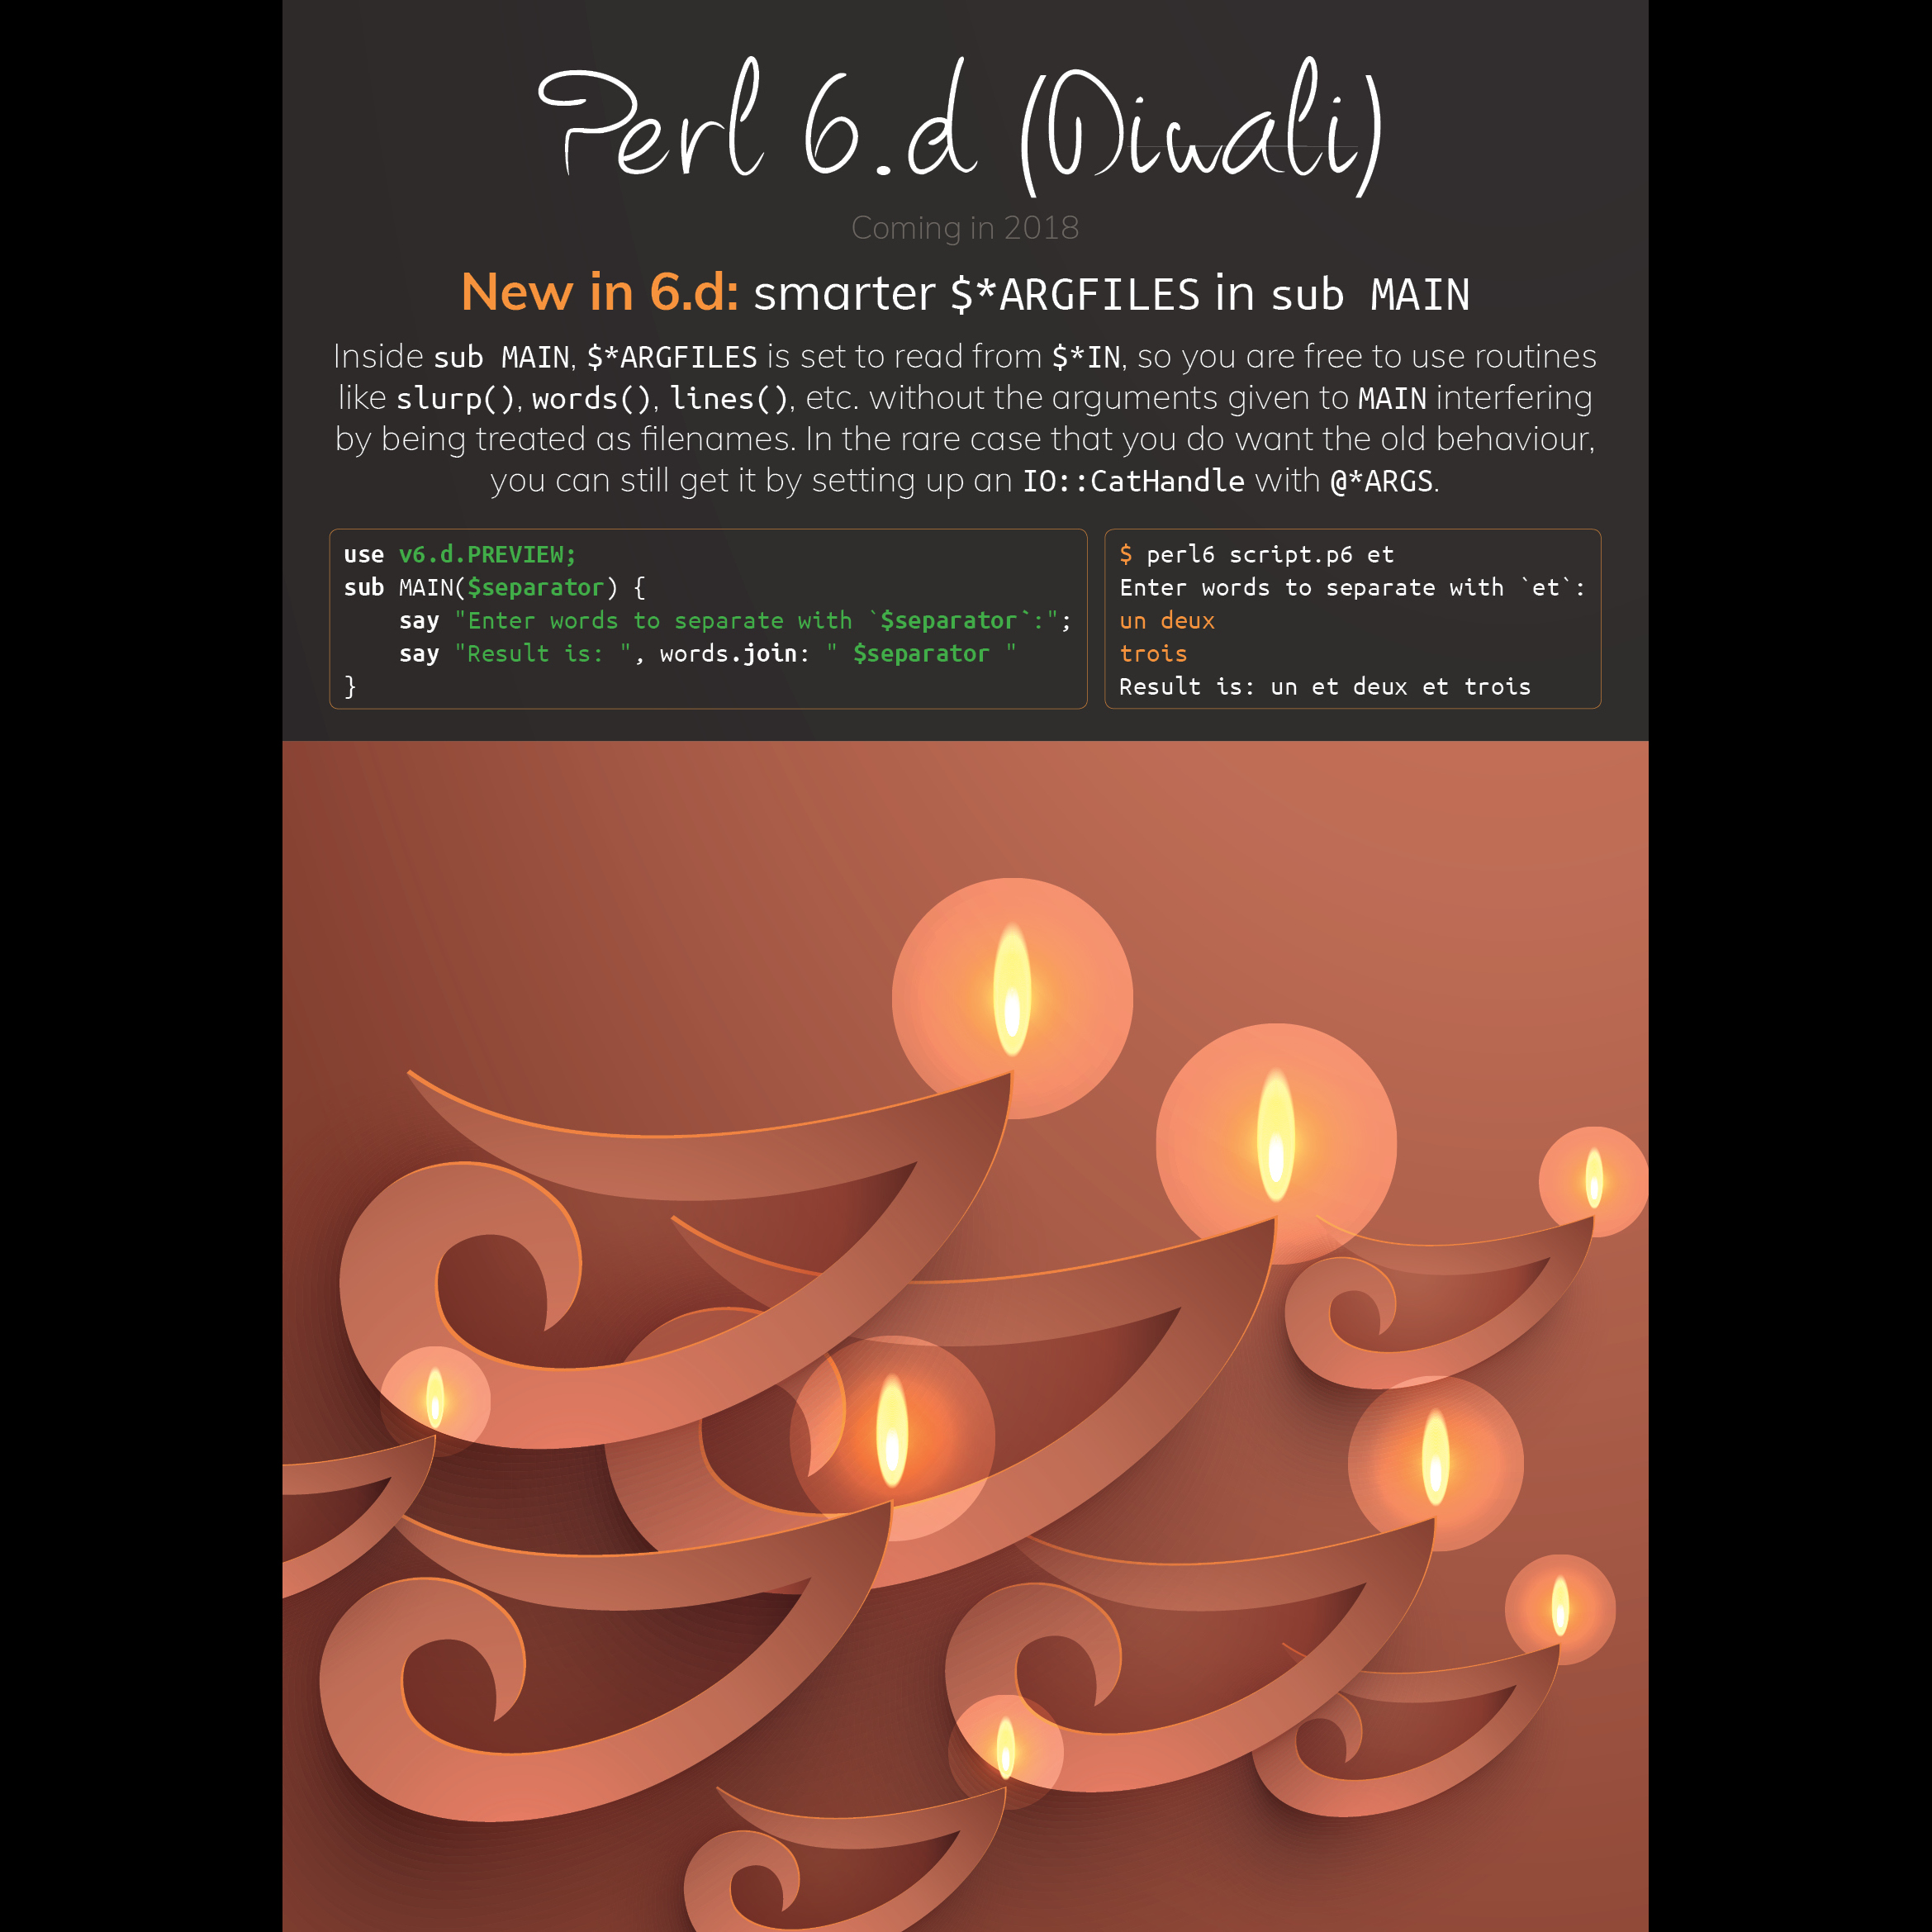 Perl 6.d (Diwali)
Coming in 2018
New in 6.d: smarter $*ARGFILES in sub MAIN
Inside sub MAIN, $*ARGFILES is set to read from $*IN, so you are free to use routines
like slurp(), words(), lines(), etc. without the arguments given to MAIN interfering
by being treated as filenames. In the rare case that you do want the old behaviour,
you can still get it by setting up an IO::CatHandle with @*ARGS.
use v6.d.PREVIEW;
sub MAIN($separator) {
    say "Enter words to separate with `$separator`:";
    say "Result is: ", words.join: " $separator "
}
$ perl6 script.p6 et
Enter words to separate with `et`:
un deux
trois
Result is: un et deux et trois